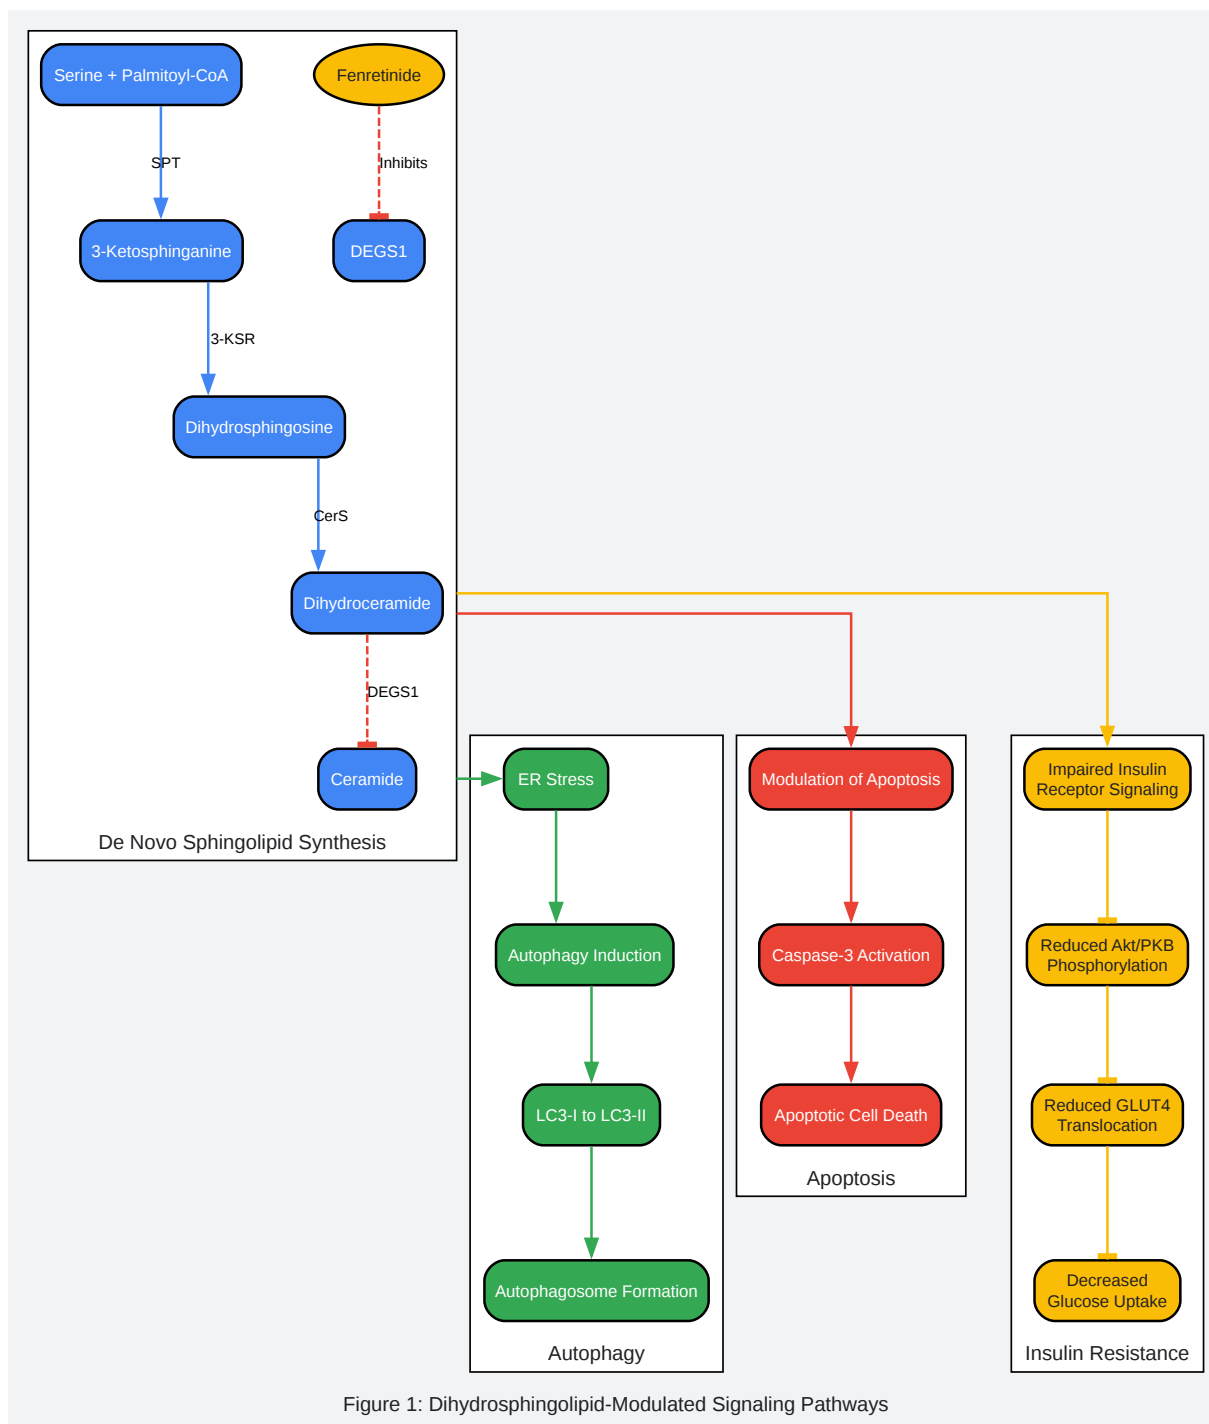 Serine + Palmitoyl-CoA
Fenretinide
SPT
Inhibits
3-Ketosphinganine
DEGS1
3-KSR
Dihydrosphingosine
CerS
Dihydroceramide
DEGS1
Ceramide
De Novo Sphingolipid Synthesis
ER Stress
Autophagy Induction
LC3-I to LC3-II
Autophagosome Formation
Autophagy
Modulation of Apoptosis
Caspase-3 Activation
Apoptotic Cell Death
Apoptosis
Impaired Insulin
Receptor Signaling
Reduced Akt/PKB
Phosphorylation
Reduced GLUT4
Translocation
Decreased
Glucose Uptake
Insulin Resistance
Figure 1: Dihydrosphingolipid-Modulated Signaling Pathways